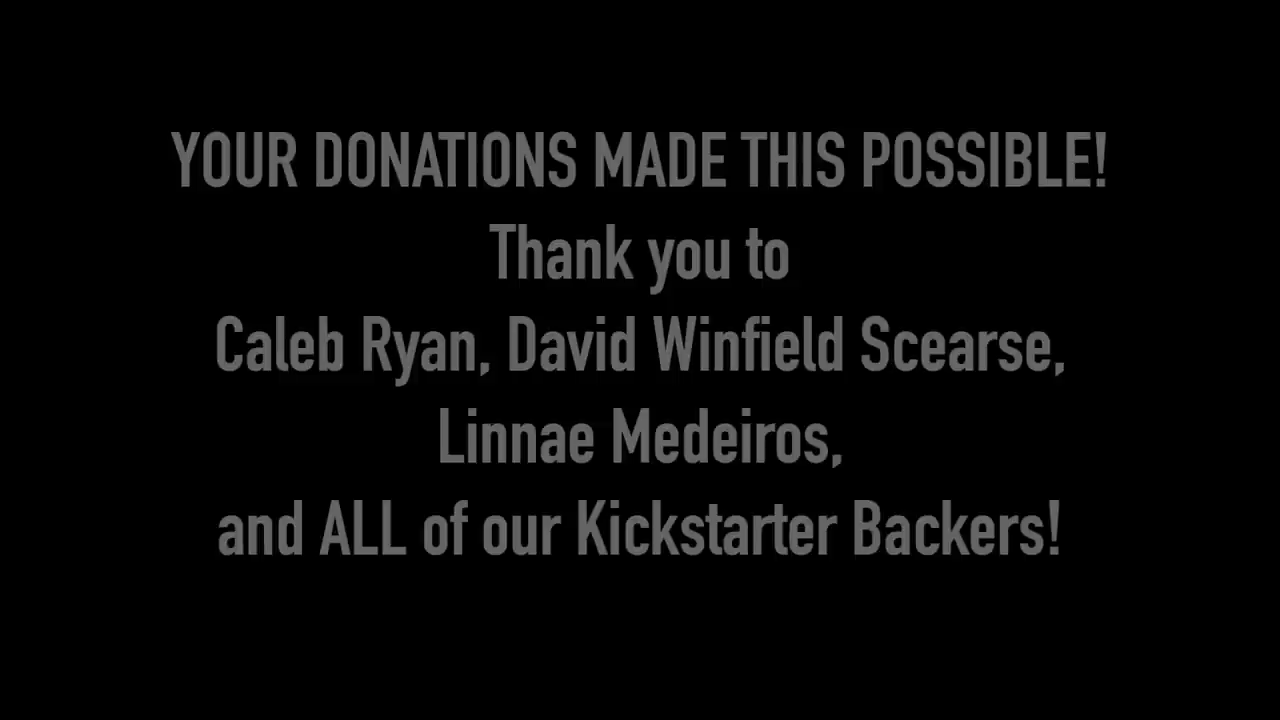 YOUR DONATIONS MADE THIS POSSIBLE!
Thank you to
Caleb Ryan, David Winfield Scearse,
Linnae Medeiros,
and ALL of our Kickstarter Backers!